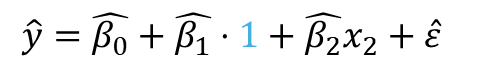 ŷ = β̂₀ + β̂₁ · 1 + β̂₂x₂ + ε̂